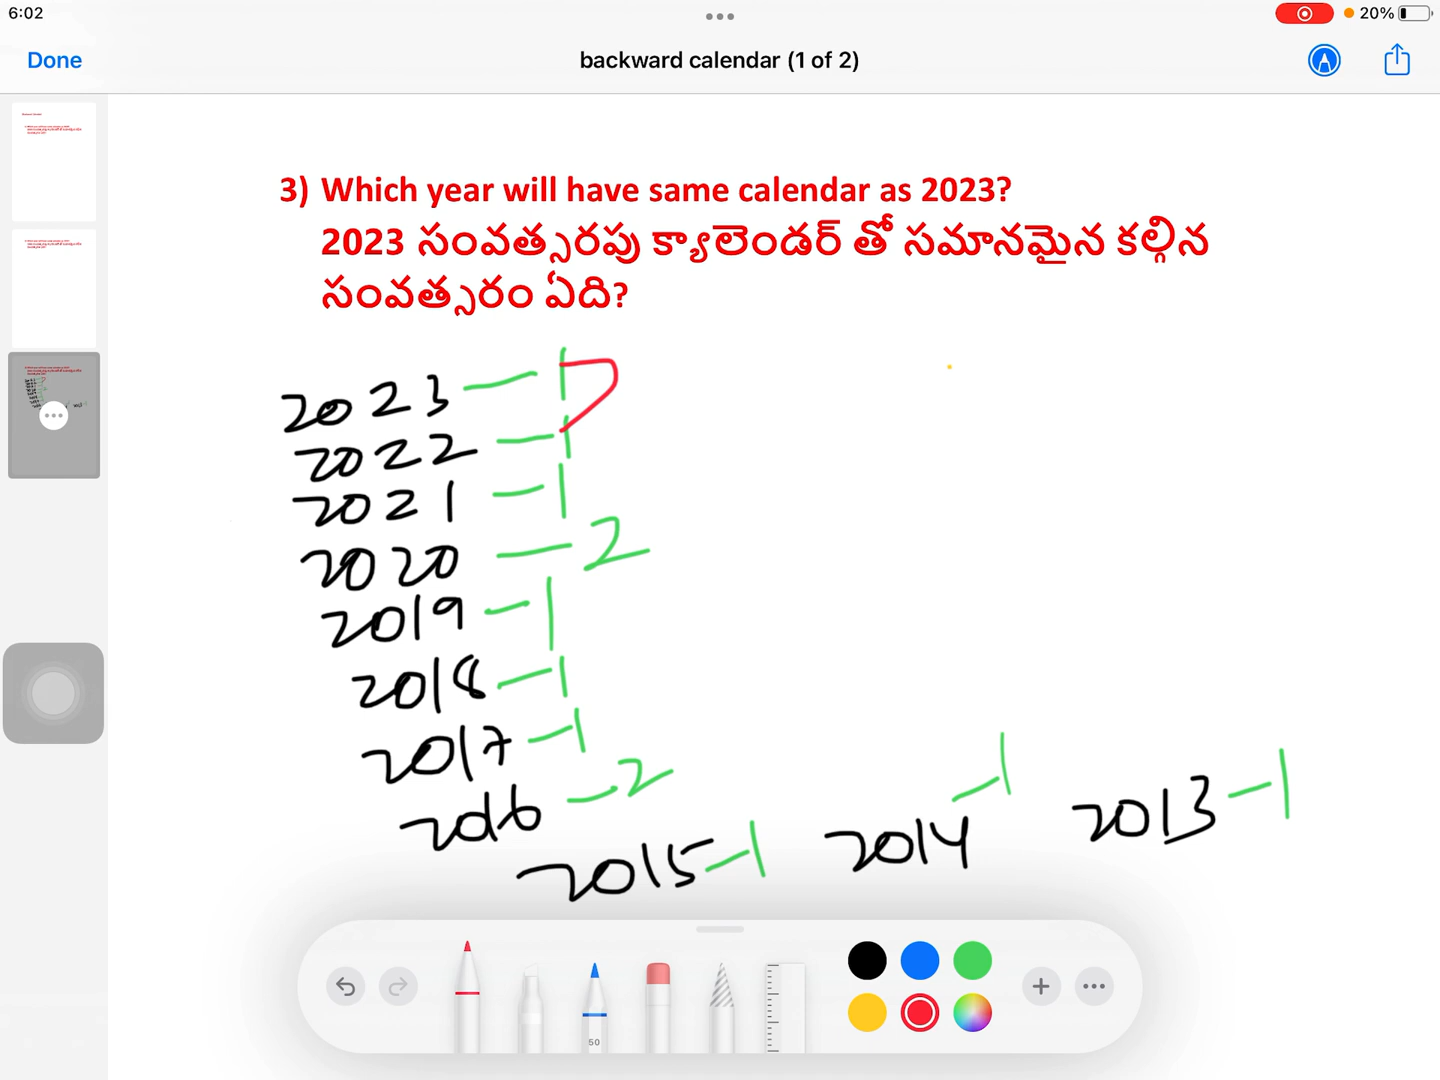 6:02
20%
Done
backward calendar (1 of 2)
3) Which year will have same calendar as 2023?
2023 సంవత్సరపు క్యాలెండర్ తో సమానమైన కల్గిన
సంవత్సరం ఏది?
2023 — 1
2022 — 1
2021 — 1
2020 — 2
2019 — 1
2018 — 1
2017 — 1
2016 — 2
2015 — 1 2014 — 1 2013 — 1
50